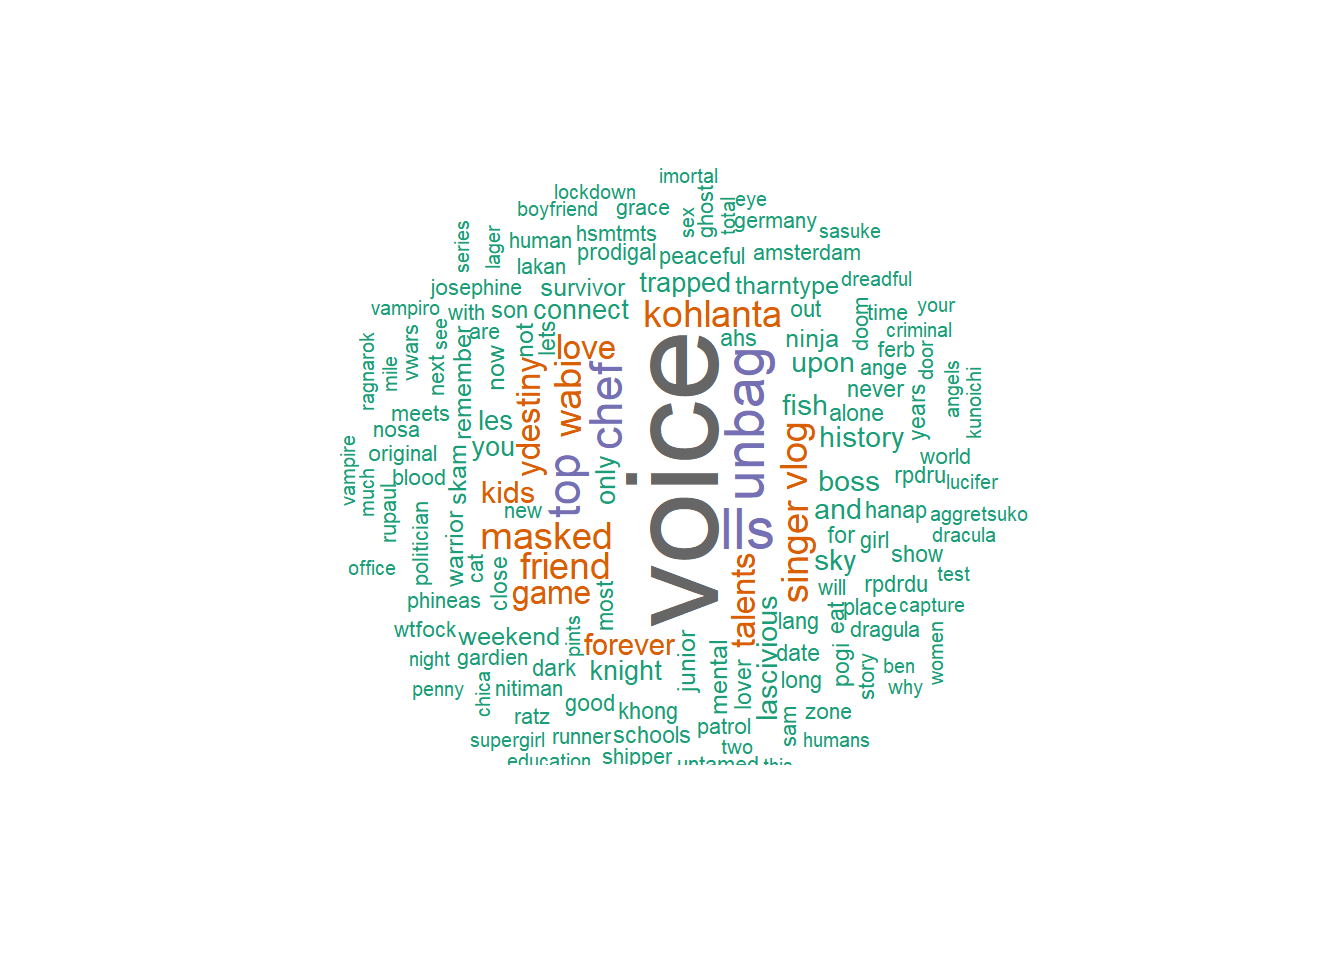 imortal
lockdown
boyfriend
grace
sex
ghost
total
eye
germany
sasuke
series
lager
human
hsmtmts
prodigal
peaceful
amsterdam
lakan
josephine
survivor
trapped
tharntype
dreadful
vampiro
with
son
connect
kohlanta
out
doom
time
your
ragnarok
mile
vwars
next
see
remember
are
now
not
lets
love
ahs
ninja
ferb
criminal
door
upon
ange
angels
kunoichi
never
meets
nosa
les
ydestiny
wabi
chef
voice
unbag
fish
alone
years
history
original
you
vampire
much
rupaul
blood
skam
kids
top
only
singer
vlog
boss
rpdru
world
lucifer
new
lls
and
hanap
aggretsuko
politician
warrior
cat
masked
for
girl
show
dracula
office
close
friend
sky
test
phineas
game
most
talents
will
rpdrdu
wtfock
weekend
pints
forever
lascivious
lang
eat
place
capture
dragula
night
gardien
dark
knight
junior
mental
lover
date
pogi
story
ben
women
penny
chica
nitiman
long
why
ratz
good
khong
patrol
sam
zone
supergirl
runner
schools
two
humans
education
shipper
untamed
this